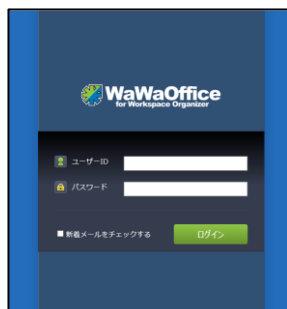 WaWaOffice
for Workspace Organizer
ユーザーID
パスワード
新着メールをチェックする
ログイン